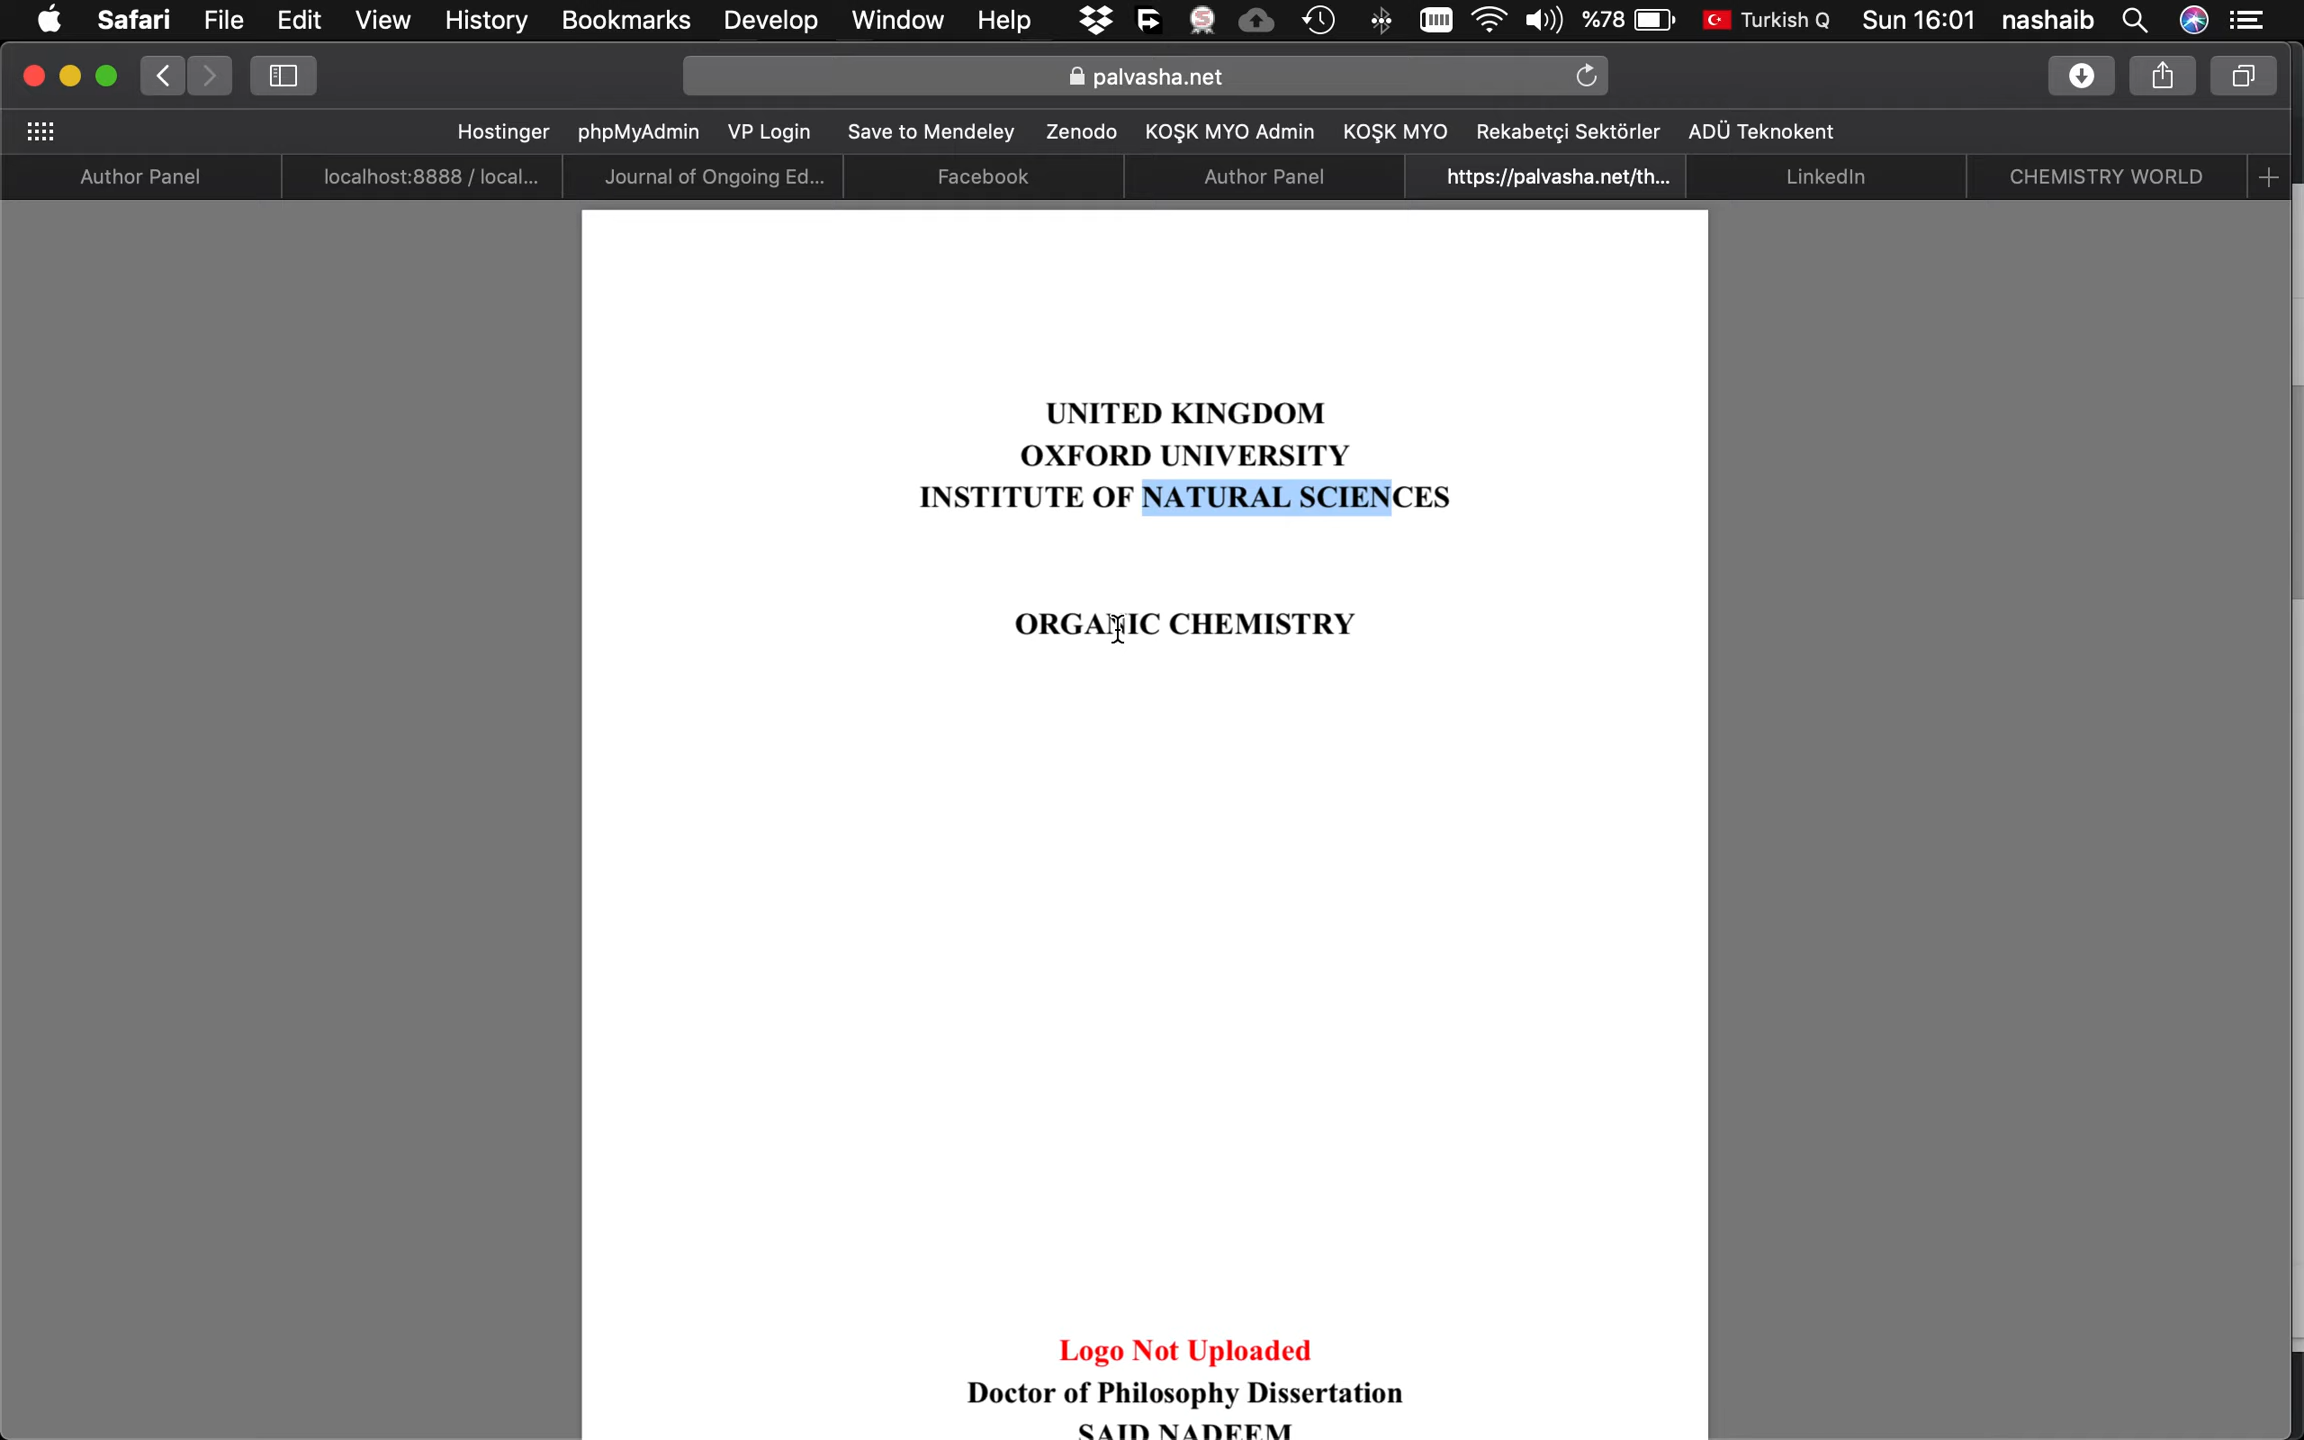 Safari File Edit View History Bookmarks Develop Window Help %78 Turkish Q Sun 16:01 nashaib
palvasha.net
Hostinger phpMyAdmin VP Login Save to Mendeley Zenodo KOŞK MYO Admin KOŞK MYO Rekabetçi Sektörler ADÜ Teknokent
Author Panel localhost:8888 / local... Journal of Ongoing Ed... Facebook Author Panel https://palvasha.net/th... LinkedIn CHEMISTRY WORLD
UNITED KINGDOM
OXFORD UNIVERSITY
INSTITUTE OF NATURAL SCIENCES
ORGANIC CHEMISTRY
Logo Not Uploaded
Doctor of Philosophy Dissertation
SAID NADEEM